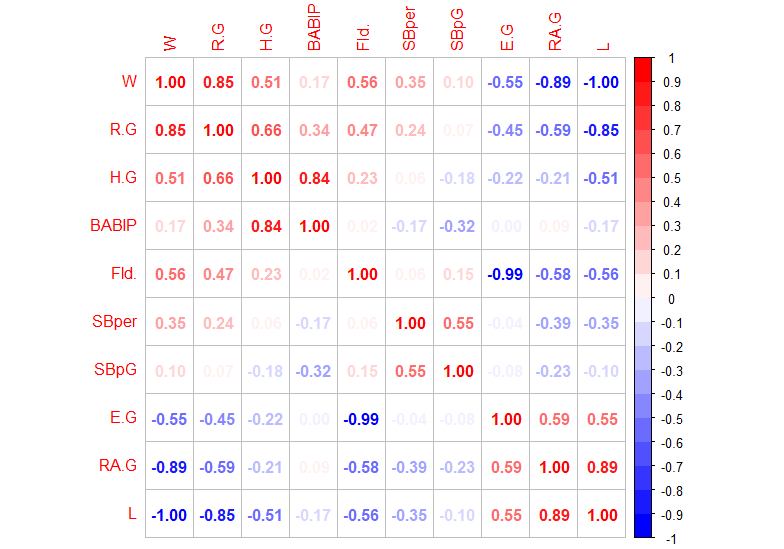 W R.G H.G BABIP Fld. SBper SBpG E.G RA.G L
W 1.00 0.85 0.51 0.17 0.56 0.35 0.10 -0.55 -0.89 -1.00
R.G 0.85 1.00 0.66 0.34 0.47 0.24 0.07 -0.45 -0.59 -0.85
H.G 0.51 0.66 1.00 0.84 0.23 0.06 -0.18 -0.22 -0.21 -0.51
BABIP 0.17 0.34 0.84 1.00 0.02 -0.17 -0.32 0.00 0.09 -0.17
Fld. 0.56 0.47 0.23 0.02 1.00 0.06 0.15 -0.99 -0.58 -0.56
SBper 0.35 0.24 0.06 -0.17 0.06 1.00 0.55 -0.04 -0.39 -0.35
SBpG 0.10 0.07 -0.18 -0.32 0.15 0.55 1.00 -0.08 -0.23 -0.10
E.G -0.55 -0.45 -0.22 0.00 -0.99 -0.04 -0.08 1.00 0.59 0.55
RA.G -0.89 -0.59 -0.21 0.09 -0.58 -0.39 -0.23 0.59 1.00 0.89
L -1.00 -0.85 -0.51 -0.17 -0.56 -0.35 -0.10 0.55 0.89 1.00
1
0.9
0.8
0.7
0.6
0.5
0.4
0.3
0.2
0.1
0
-0.1
-0.2
-0.3
-0.4
-0.5
-0.6
-0.7
-0.8
-0.9
-1